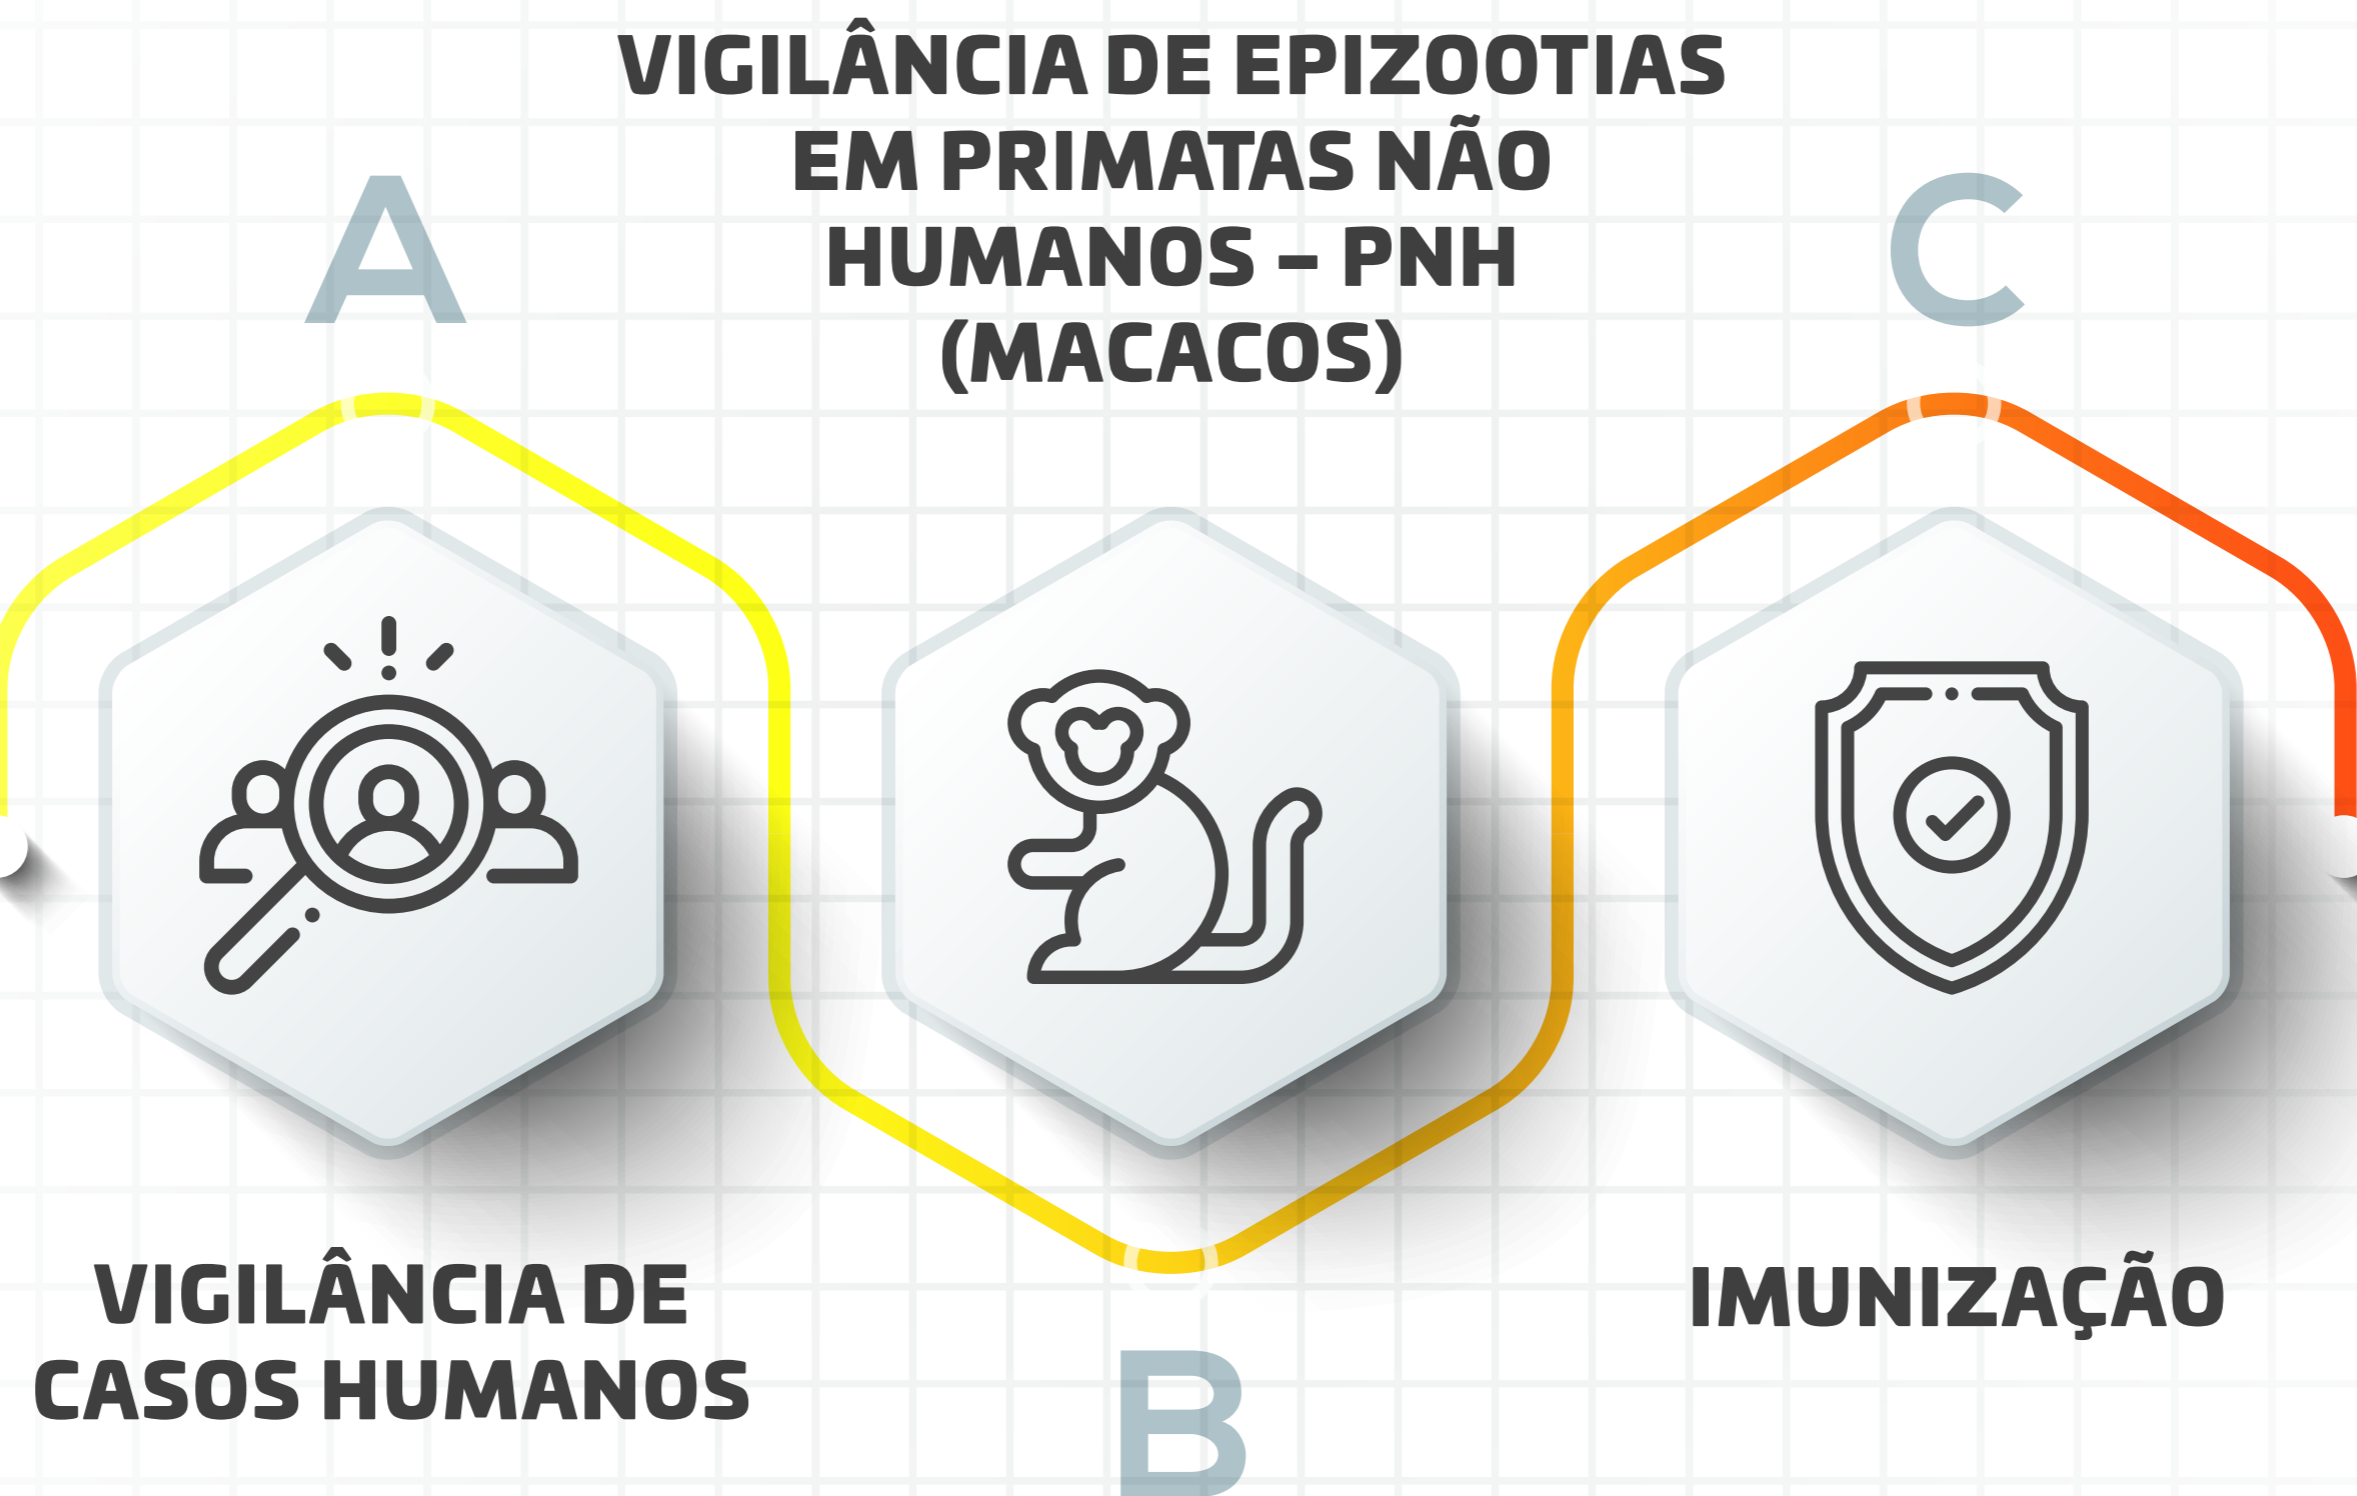 A
VIGILÂNCIA DE
CASOS HUMANOS
VIGILÂNCIA DE EPIZOOTIAS
EM PRIMATAS NÃO
HUMANOS – PNH
(MACACOS)
B
C
IMUNIZAÇÃO